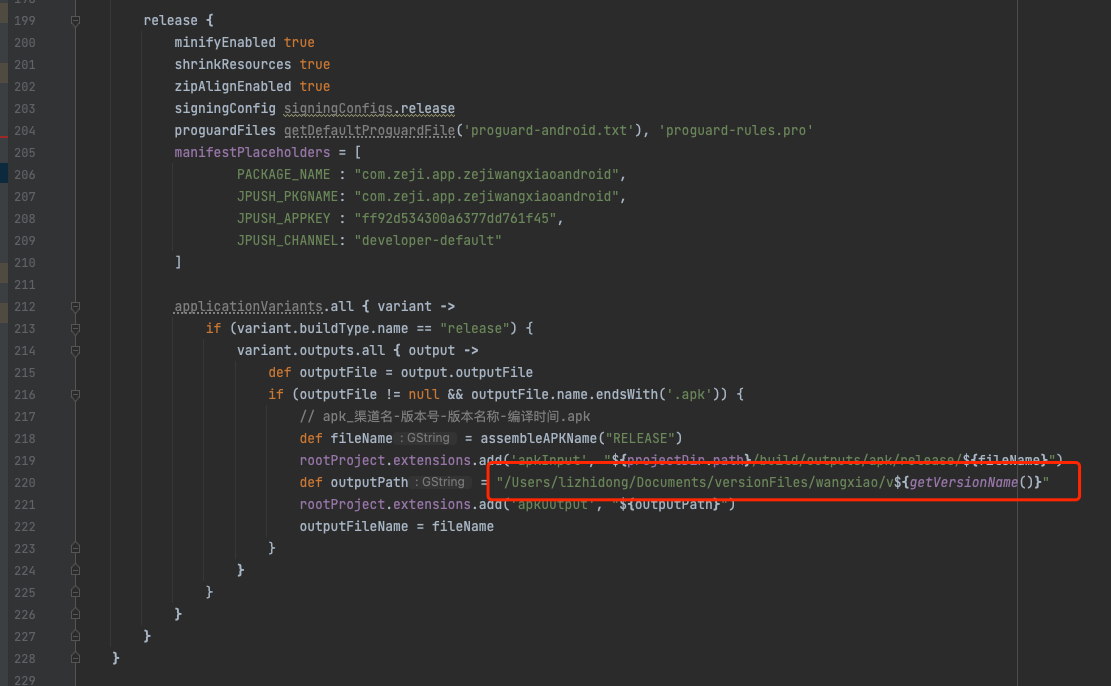 199 release {
200 minifyEnabled true
201 shrinkResources true
202 zipAlignEnabled true
203 signingConfig signingConfigs.release
204 proguardFiles getDefaultProguardFile('proguard-android.txt'), 'proguard-rules.pro'
205 manifestPlaceholders = [
206 PACKAGE_NAME : "com.zeji.app.zejiwangxiaoandroid",
207 JPUSH_PKGNAME: "com.zeji.app.zejiwangxiaoandroid",
208 JPUSH_APPKEY : "ff92d534300a6377dd761f45",
209 JPUSH_CHANNEL: "developer-default"
210 ]
211
212 applicationVariants.all { variant ->
213 if (variant.buildType.name == "release") {
214 variant.outputs.all { output ->
215 def outputFile = output.outputFile
216 if (outputFile != null && outputFile.name.endsWith('.apk')) {
217 // apk_渠道名-版本号-版本名称-编译时间.apk
218 def fileName : GString = assembleAPKName("RELEASE")
219 rootProject.extensions.add('apkInput', "${projectDir.path}/build/outputs/apk/release/${fileName}")
220 def outputPath : GString = "/Users/lizhidong/Documents/versionFiles/wangxiao/v${getVersionName()}"
221 rootProject.extensions.add('apkOutput', "${outputPath}")
222 outputFileName = fileName
223 }
224 }
225 }
226 }
227 }
228 }
229